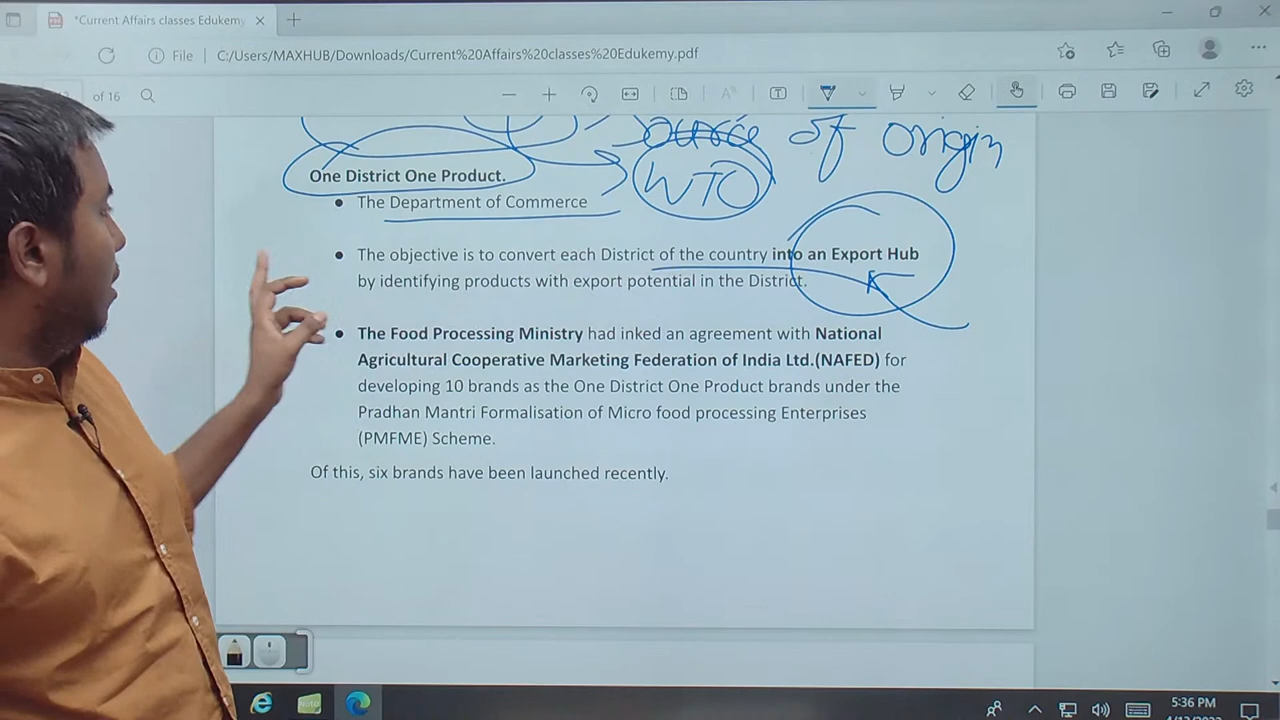 *Current Affairs classes Edukemy
File C:/Users/MAXHUB/Downloads/Current%20Affairs%20classes%20Edukemy.pdf
of 16
source of origin
WTO
One District One Product.
• The Department of Commerce
• The objective is to convert each District of the country into an Export Hub
by identifying products with export potential in the District.
• The Food Processing Ministry had inked an agreement with National
Agricultural Cooperative Marketing Federation of India Ltd.(NAFED) for
developing 10 brands as the One District One Product brands under the
Pradhan Mantri Formalisation of Micro food processing Enterprises
(PMFME) Scheme.
Of this, six brands have been launched recently.
5:36 PM